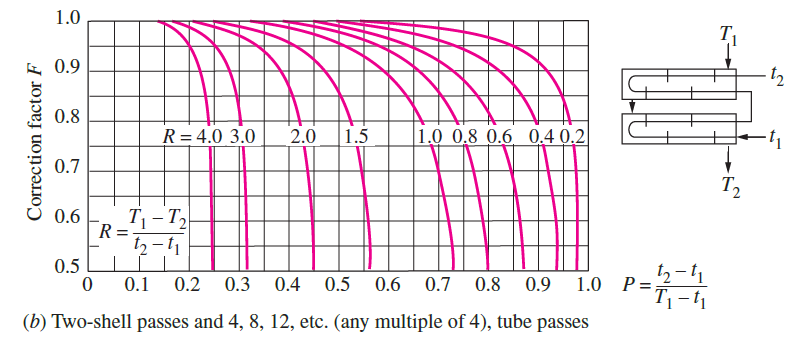 Correction factor F
1.0
0.9
0.8
0.7
0.6
0.5
R = 4.0 3.0 2.0 1.5 1.0 0.8 0.6 0.4 0.2
R = (T₁ − T₂) / (t₂ − t₁)
0 0.1 0.2 0.3 0.4 0.5 0.6 0.7 0.8 0.9 1.0
P = (t₂ − t₁) / (T₁ − t₁)
T₁
t₂
t₁
T₂
(b) Two-shell passes and 4, 8, 12, etc. (any multiple of 4), tube passes